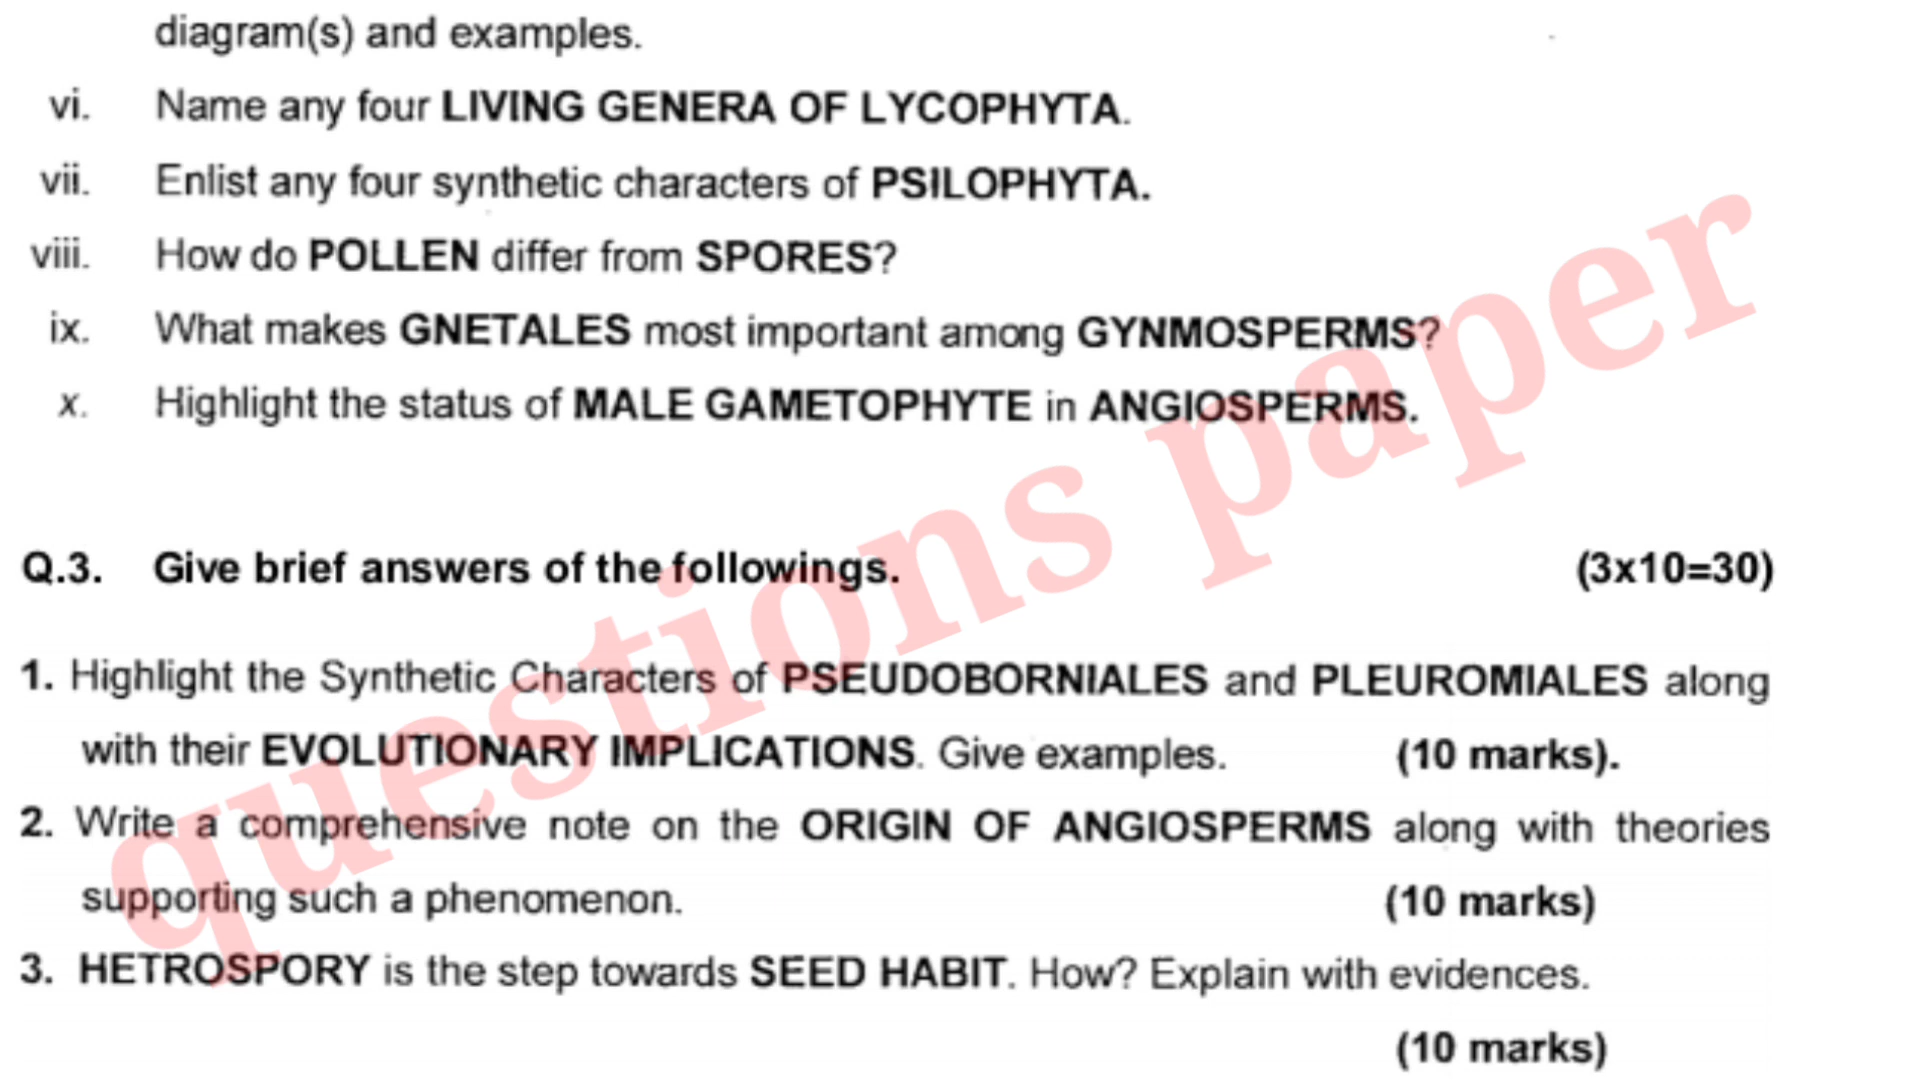 diagram(s) and examples.
vi. Name any four LIVING GENERA OF LYCOPHYTA.
vii. Enlist any four synthetic characters of PSILOPHYTA.
viii. How do POLLEN differ from SPORES?
ix. What makes GNETALES most important among GYNMOSPERMS?
x. Highlight the status of MALE GAMETOPHYTE in ANGIOSPERMS.
Q.3. Give brief answers of the followings. (3x10=30)
1. Highlight the Synthetic Characters of PSEUDOBORNIALES and PLEUROMIALES along
with their EVOLUTIONARY IMPLICATIONS. Give examples. (10 marks).
2. Write a comprehensive note on the ORIGIN OF ANGIOSPERMS along with theories
supporting such a phenomenon. (10 marks)
3. HETROSPORY is the step towards SEED HABIT. How? Explain with evidences.
(10 marks)
questions paper